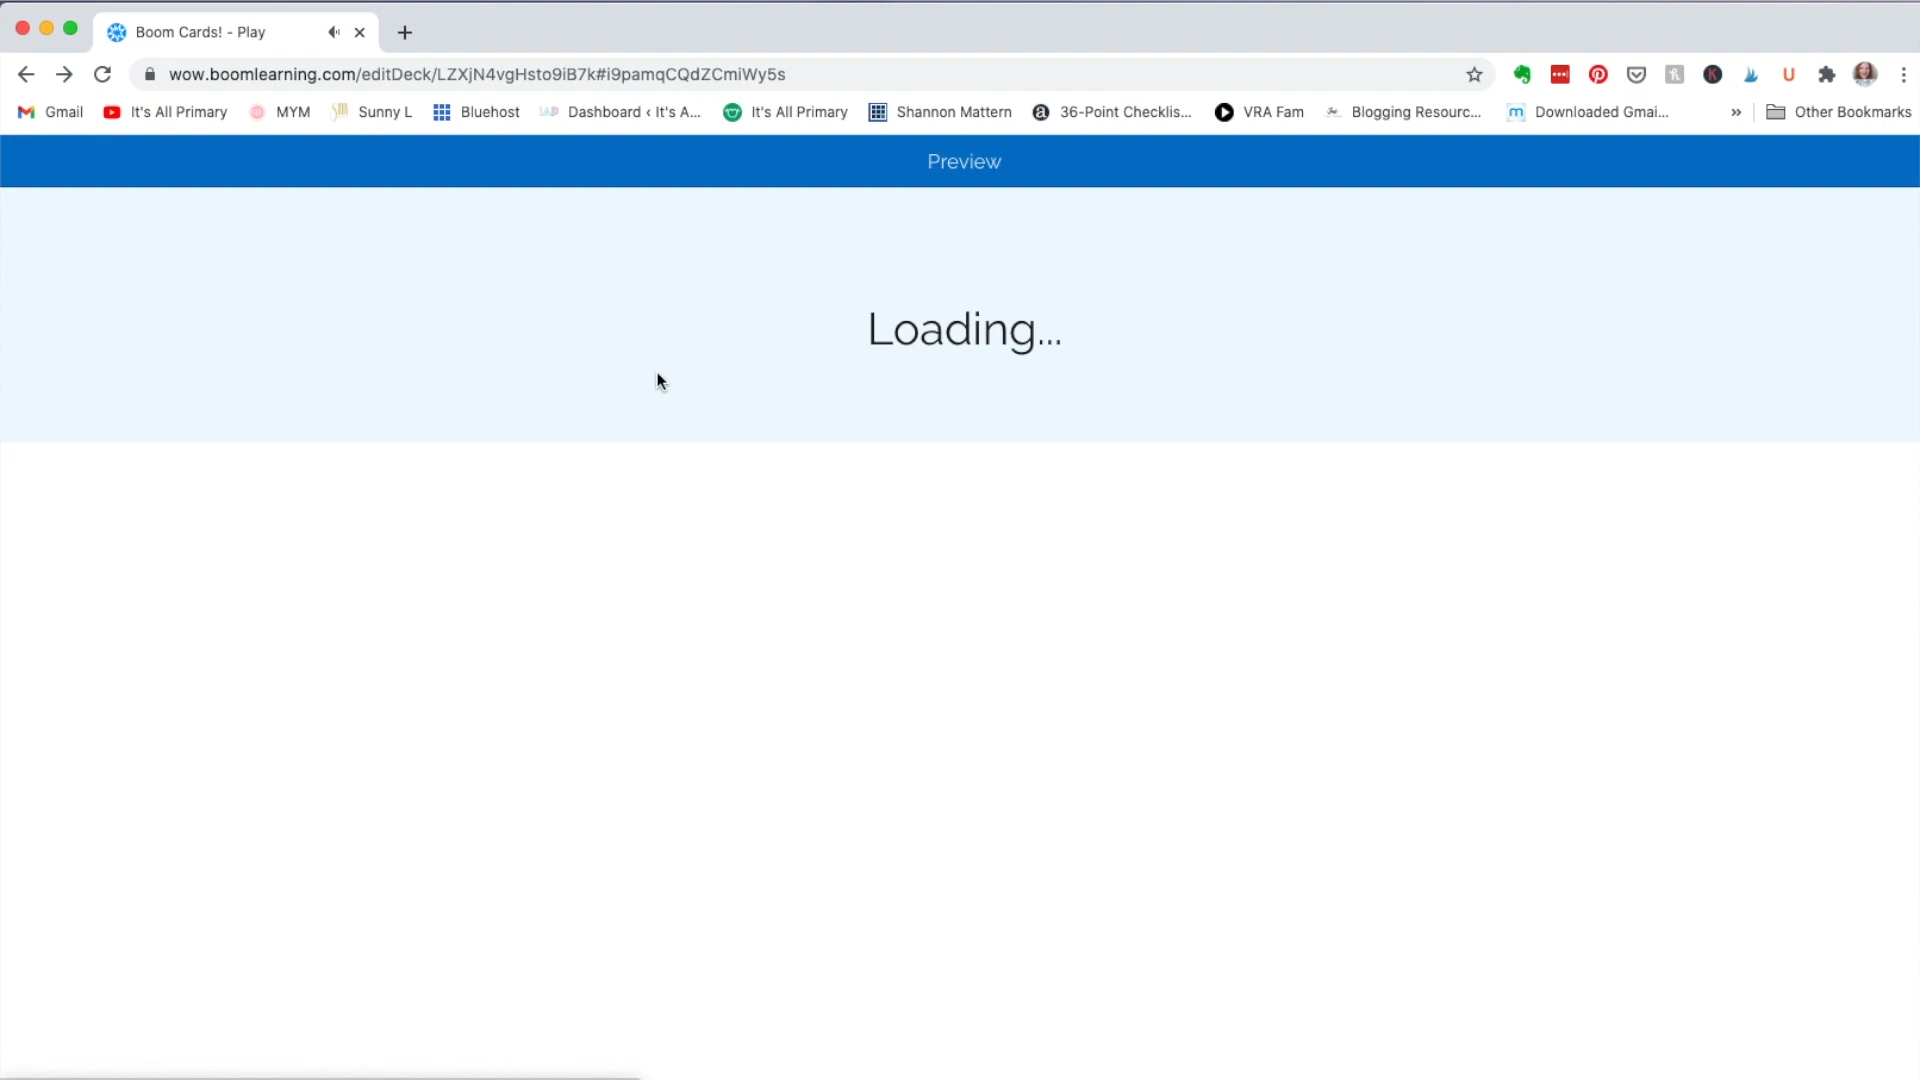 Boom Cards! - Play
wow.boomlearning.com/editDeck/LZXjN4vgHsto9iB7k#i9pamqCQdZCmiWy5s
Gmail It's All Primary MYM Sunny L Bluehost Dashboard ‹ It's A... It's All Primary Shannon Mattern 36-Point Checklis... VRA Fam Blogging Resourc... m Downloaded Gmai... » Other Bookmarks
Preview
Loading...